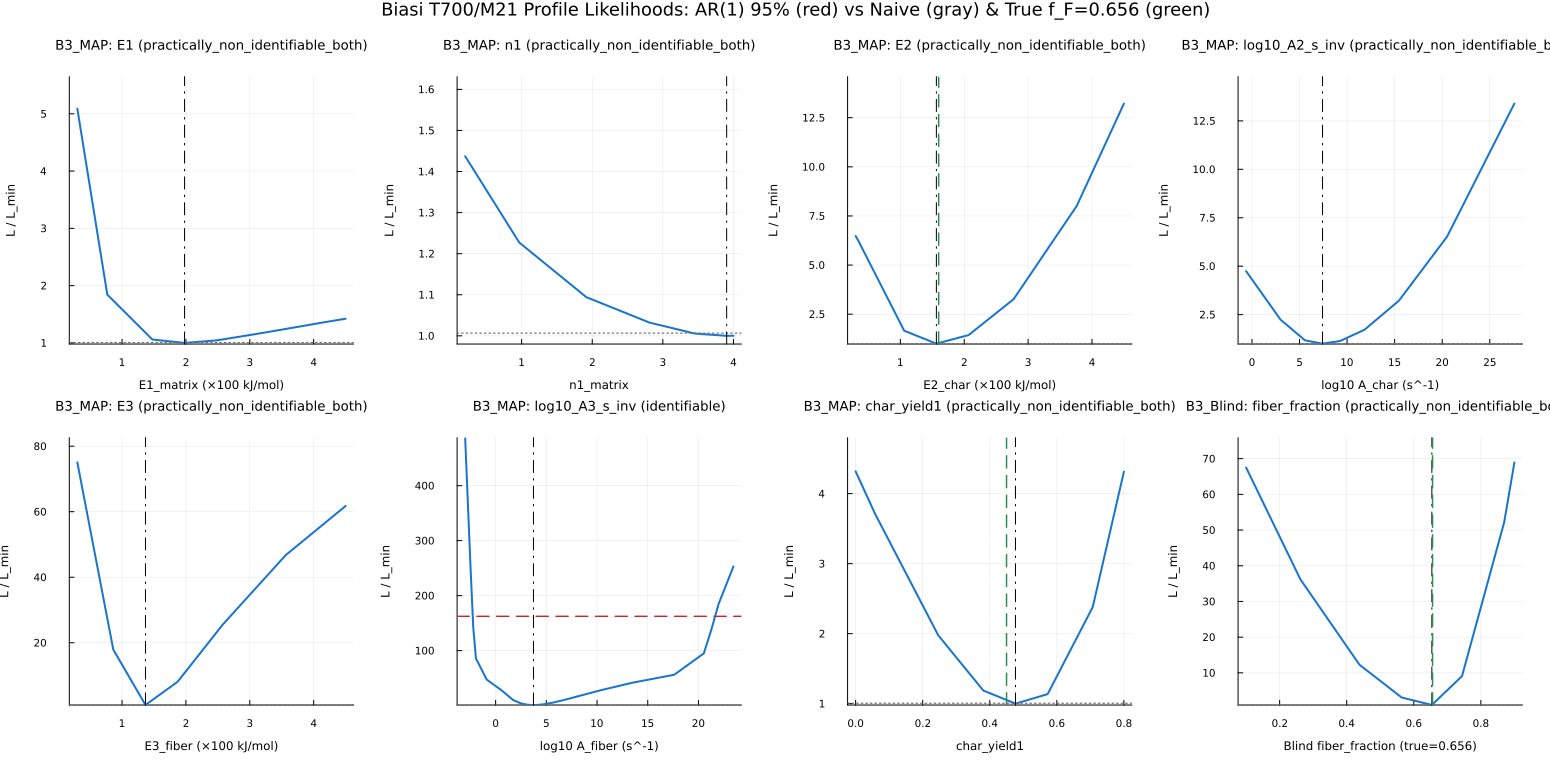 Biasi T700/M21 Profile Likelihoods: AR(1) 95% (red) vs Naive (gray) & True f_F=0.656 (green)
B3_MAP: E1 (practically_non_identifiable_both)
L / L_min
5
4
3
2
1
1 2 3 4
E1_matrix (×100 kJ/mol)
B3_MAP: n1 (practically_non_identifiable_both)
L / L_min
1.6
1.5
1.4
1.3
1.2
1.1
1.0
1 2 3 4
n1_matrix
B3_MAP: E2 (practically_non_identifiable_both)
L / L_min
12.5
10.0
7.5
5.0
2.5
1 2 3 4
E2_char (×100 kJ/mol)
B3_MAP: log10_A2_s_inv (practically_non_identifiable_b
L / L_min
12.5
10.0
7.5
5.0
2.5
0 5 10 15 20 25
log10 A_char (s^-1)
B3_MAP: E3 (practically_non_identifiable_both)
L / L_min
80
60
40
20
1 2 3 4
E3_fiber (×100 kJ/mol)
B3_MAP: log10_A3_s_inv (identifiable)
L / L_min
400
300
200
100
0 5 10 15 20
log10 A_fiber (s^-1)
B3_MAP: char_yield1 (practically_non_identifiable_both)
L / L_min
4
3
2
1
0.0 0.2 0.4 0.6 0.8
char_yield1
B3_Blind: fiber_fraction (practically_non_identifiable_bo
L / L_min
70
60
50
40
30
20
10
0.2 0.4 0.6 0.8
Blind fiber_fraction (true=0.656)